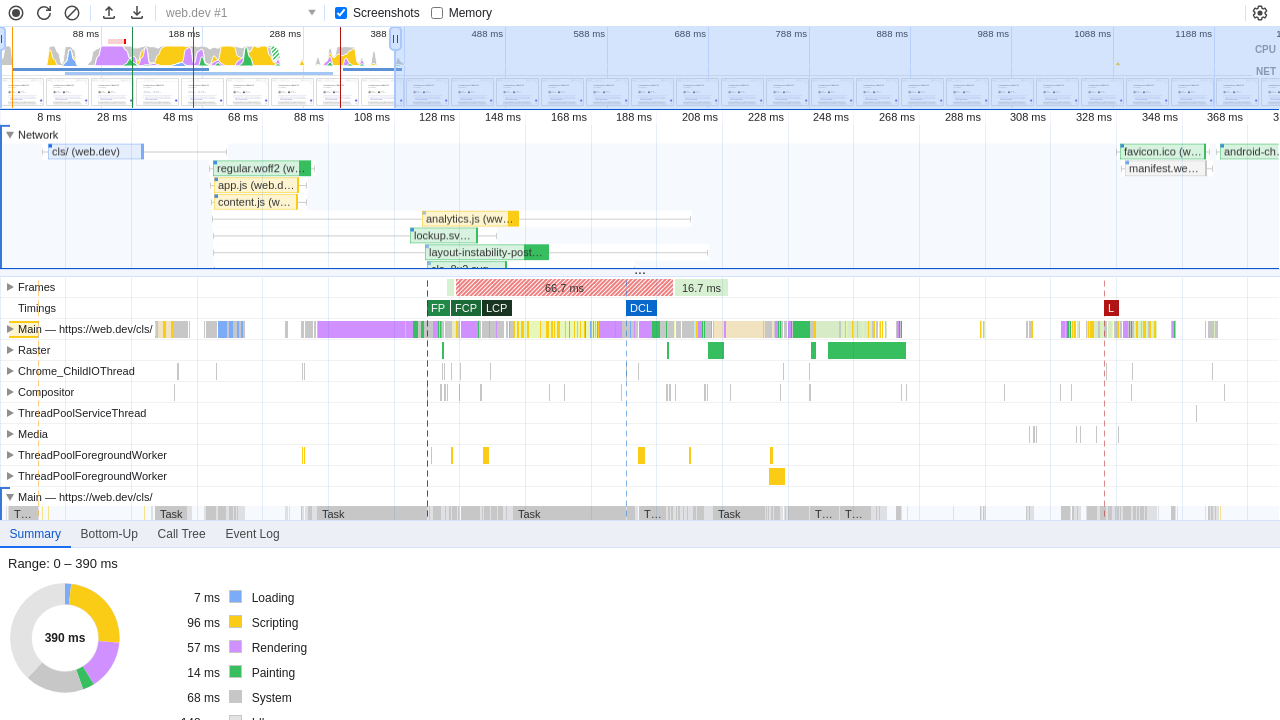 web.dev #1 Screenshots Memory
88 ms 188 ms 288 ms 388 488 ms 588 ms 688 ms 788 ms 888 ms 988 ms 1088 ms 1188 ms
CPU
NET
8 ms 28 ms 48 ms 68 ms 88 ms 108 ms 128 ms 148 ms 168 ms 188 ms 208 ms 228 ms 248 ms 268 ms 288 ms 308 ms 328 ms 348 ms 368 ms
Network
cls/ (web.dev) favicon.ico (w… android-ch…
regular.woff2 (w… manifest.we…
app.js (web.d…
content.js (w…
analytics.js (ww…
lockup.sv…
layout-instability-post…
...
Frames 66.7 ms 16.7 ms
Timings FP FCP LCP DCL L
Main — https://web.dev/cls/
Raster
Chrome_ChildIOThread
Compositor
ThreadPoolServiceThread
Media
ThreadPoolForegroundWorker
ThreadPoolForegroundWorker
Main — https://web.dev/cls/
T… Task Task Task T… Task T… T…
Summary Bottom-Up Call Tree Event Log
Range: 0 – 390 ms
390 ms
7 ms Loading
96 ms Scripting
57 ms Rendering
14 ms Painting
68 ms System